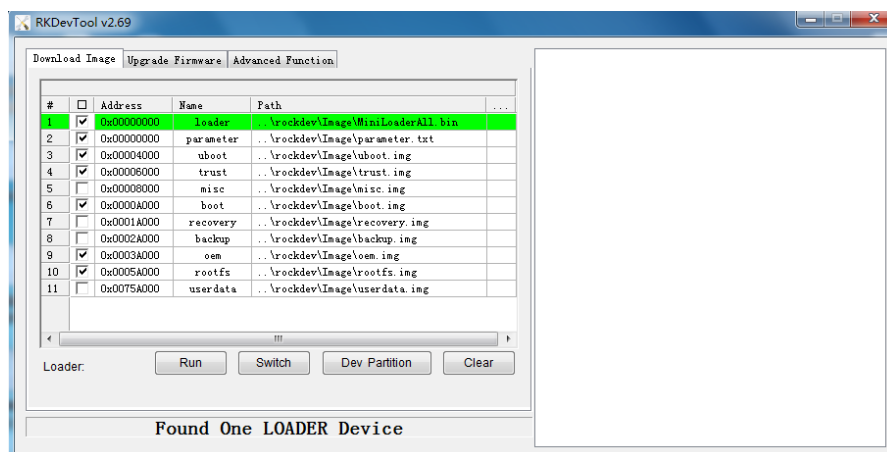 RKDevTool v2.69
Download Image Upgrade Firmware Advanced Function
# Address Name Path ...
1 0x00000000 loader ..\rockdev\Image\MiniLoaderAll.bin
2 0x00000000 parameter ..\rockdev\Image\parameter.txt
3 0x00004000 uboot ..\rockdev\Image\uboot.img
4 0x00006000 trust ..\rockdev\Image\trust.img
5 0x00008000 misc ..\rockdev\Image\misc.img
6 0x0000A000 boot ..\rockdev\Image\boot.img
7 0x0001A000 recovery ..\rockdev\Image\recovery.img
8 0x0002A000 backup ..\rockdev\Image\backup.img
9 0x0003A000 oem ..\rockdev\Image\oem.img
10 0x0005A000 rootfs ..\rockdev\Image\rootfs.img
11 0x0075A000 userdata ..\rockdev\Image\userdata.img
Loader: Run Switch Dev Partition Clear
Found One LOADER Device